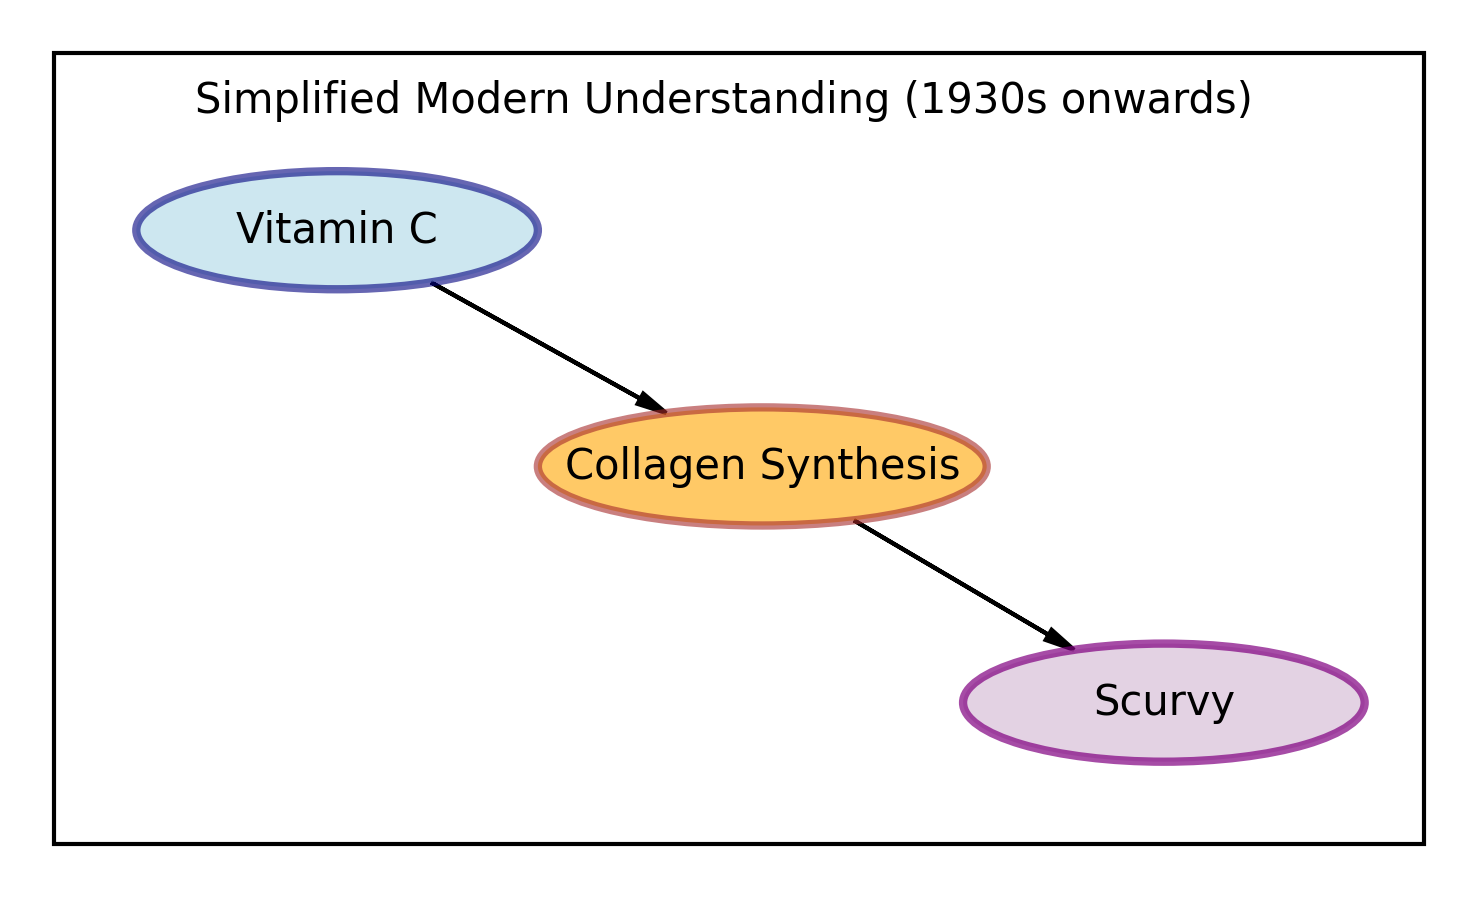 Simplified Modern Understanding (1930s onwards)
Vitamin C
Collagen Synthesis
Scurvy